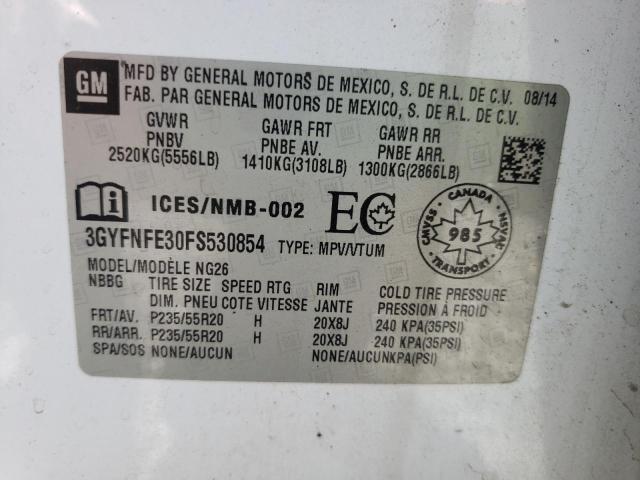 GM
MFD BY GENERAL MOTORS DE MEXICO, S. DE R.L. DE C.V. 08/14
FAB. PAR GENERAL MOTORS DE MEXICO, S. DE R.L. DE C.V.
GVWR GAWR FRT GAWR RR
PNBV PNBE AV. PNBE ARR.
2520KG(5556LB) 1410KG(3108LB) 1300KG(2866LB)
i ICES/NMB-002 EC
CANADA
CMVSS 985 NSVAC
TRANSPORT
3GYFNFE30FS530854 TYPE: MPV/VTUM
MODEL/MODÈLE NG26
NBBG TIRE SIZE SPEED RTG RIM COLD TIRE PRESSURE
DIM. PNEU COTE VITESSE JANTE PRESSION À FROID
FRT/AV. P235/55R20 H 20X8J 240 KPA(35PSI)
RR/ARR. P235/55R20 H 20X8J 240 KPA(35PSI)
SPA/SOS NONE/AUCUN NONE/AUCUNKPA(PSI)